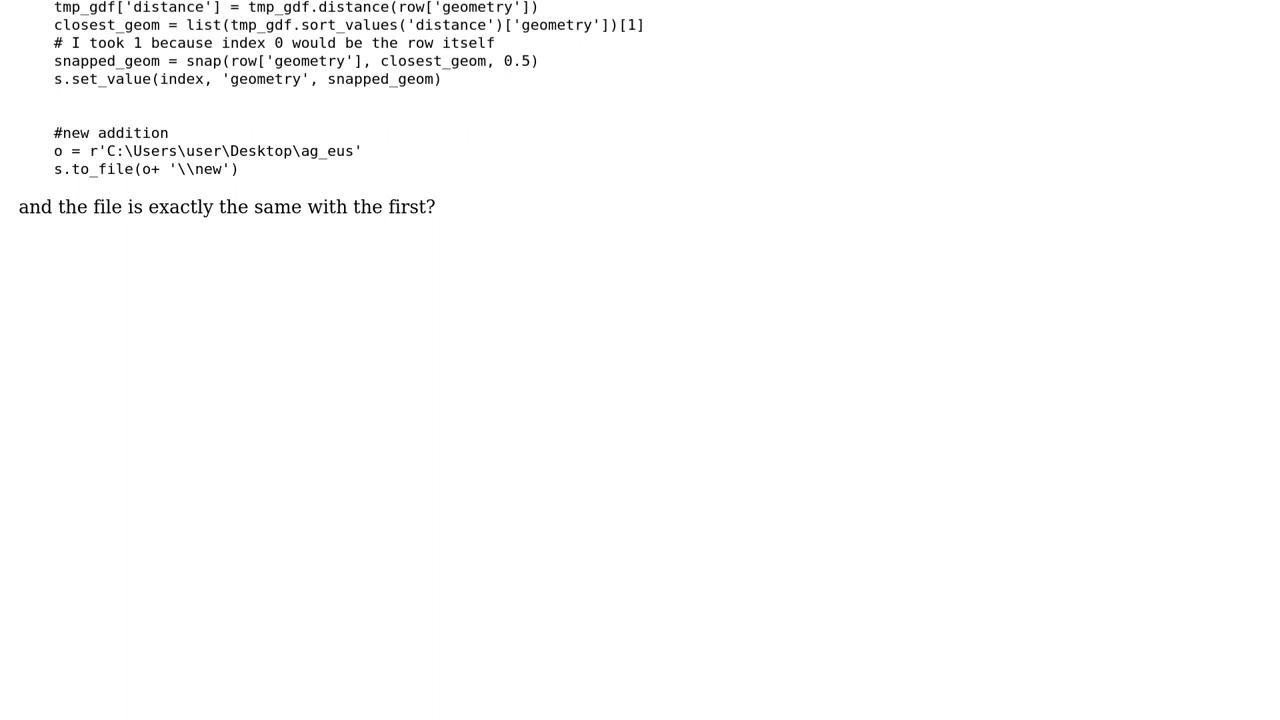 tmp_gdf['distance'] = tmp_gdf.distance(row['geometry'])
closest_geom = list(tmp_gdf.sort_values('distance')['geometry'])[1]
# I took 1 because index 0 would be the row itself
snapped_geom = snap(row['geometry'], closest_geom, 0.5)
s.set_value(index, 'geometry', snapped_geom)
#new addition
o = r'C:\Users\user\Desktop\ag_eus'
s.to_file(o+ '\\new')
and the file is exactly the same with the first?